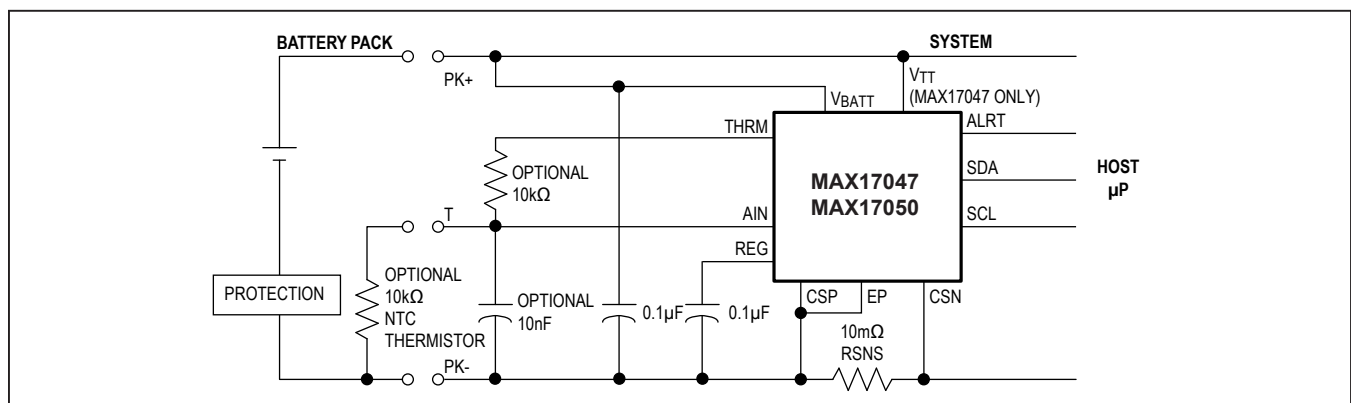 BATTERY PACK
SYSTEM
PK+
VTT
(MAX17047 ONLY)
VBATT
THRM
ALRT
OPTIONAL
10kΩ
MAX17047
MAX17050
SDA
HOST
µP
T
AIN
SCL
REG
PROTECTION
OPTIONAL
10kΩ
NTC
THERMISTOR
OPTIONAL
10nF
0.1µF
0.1µF
CSP
EP
CSN
10mΩ
RSNS
PK-